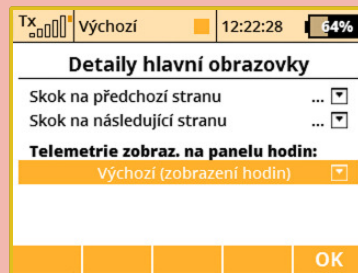 Tx Výchozí 12:22:28 64%
Detaily hlavní obrazovky
Skok na předchozí stranu ...
Skok na následující stranu ...
Telemetrie zobraz. na panelu hodin:
Výchozí (zobrazení hodin)
OK